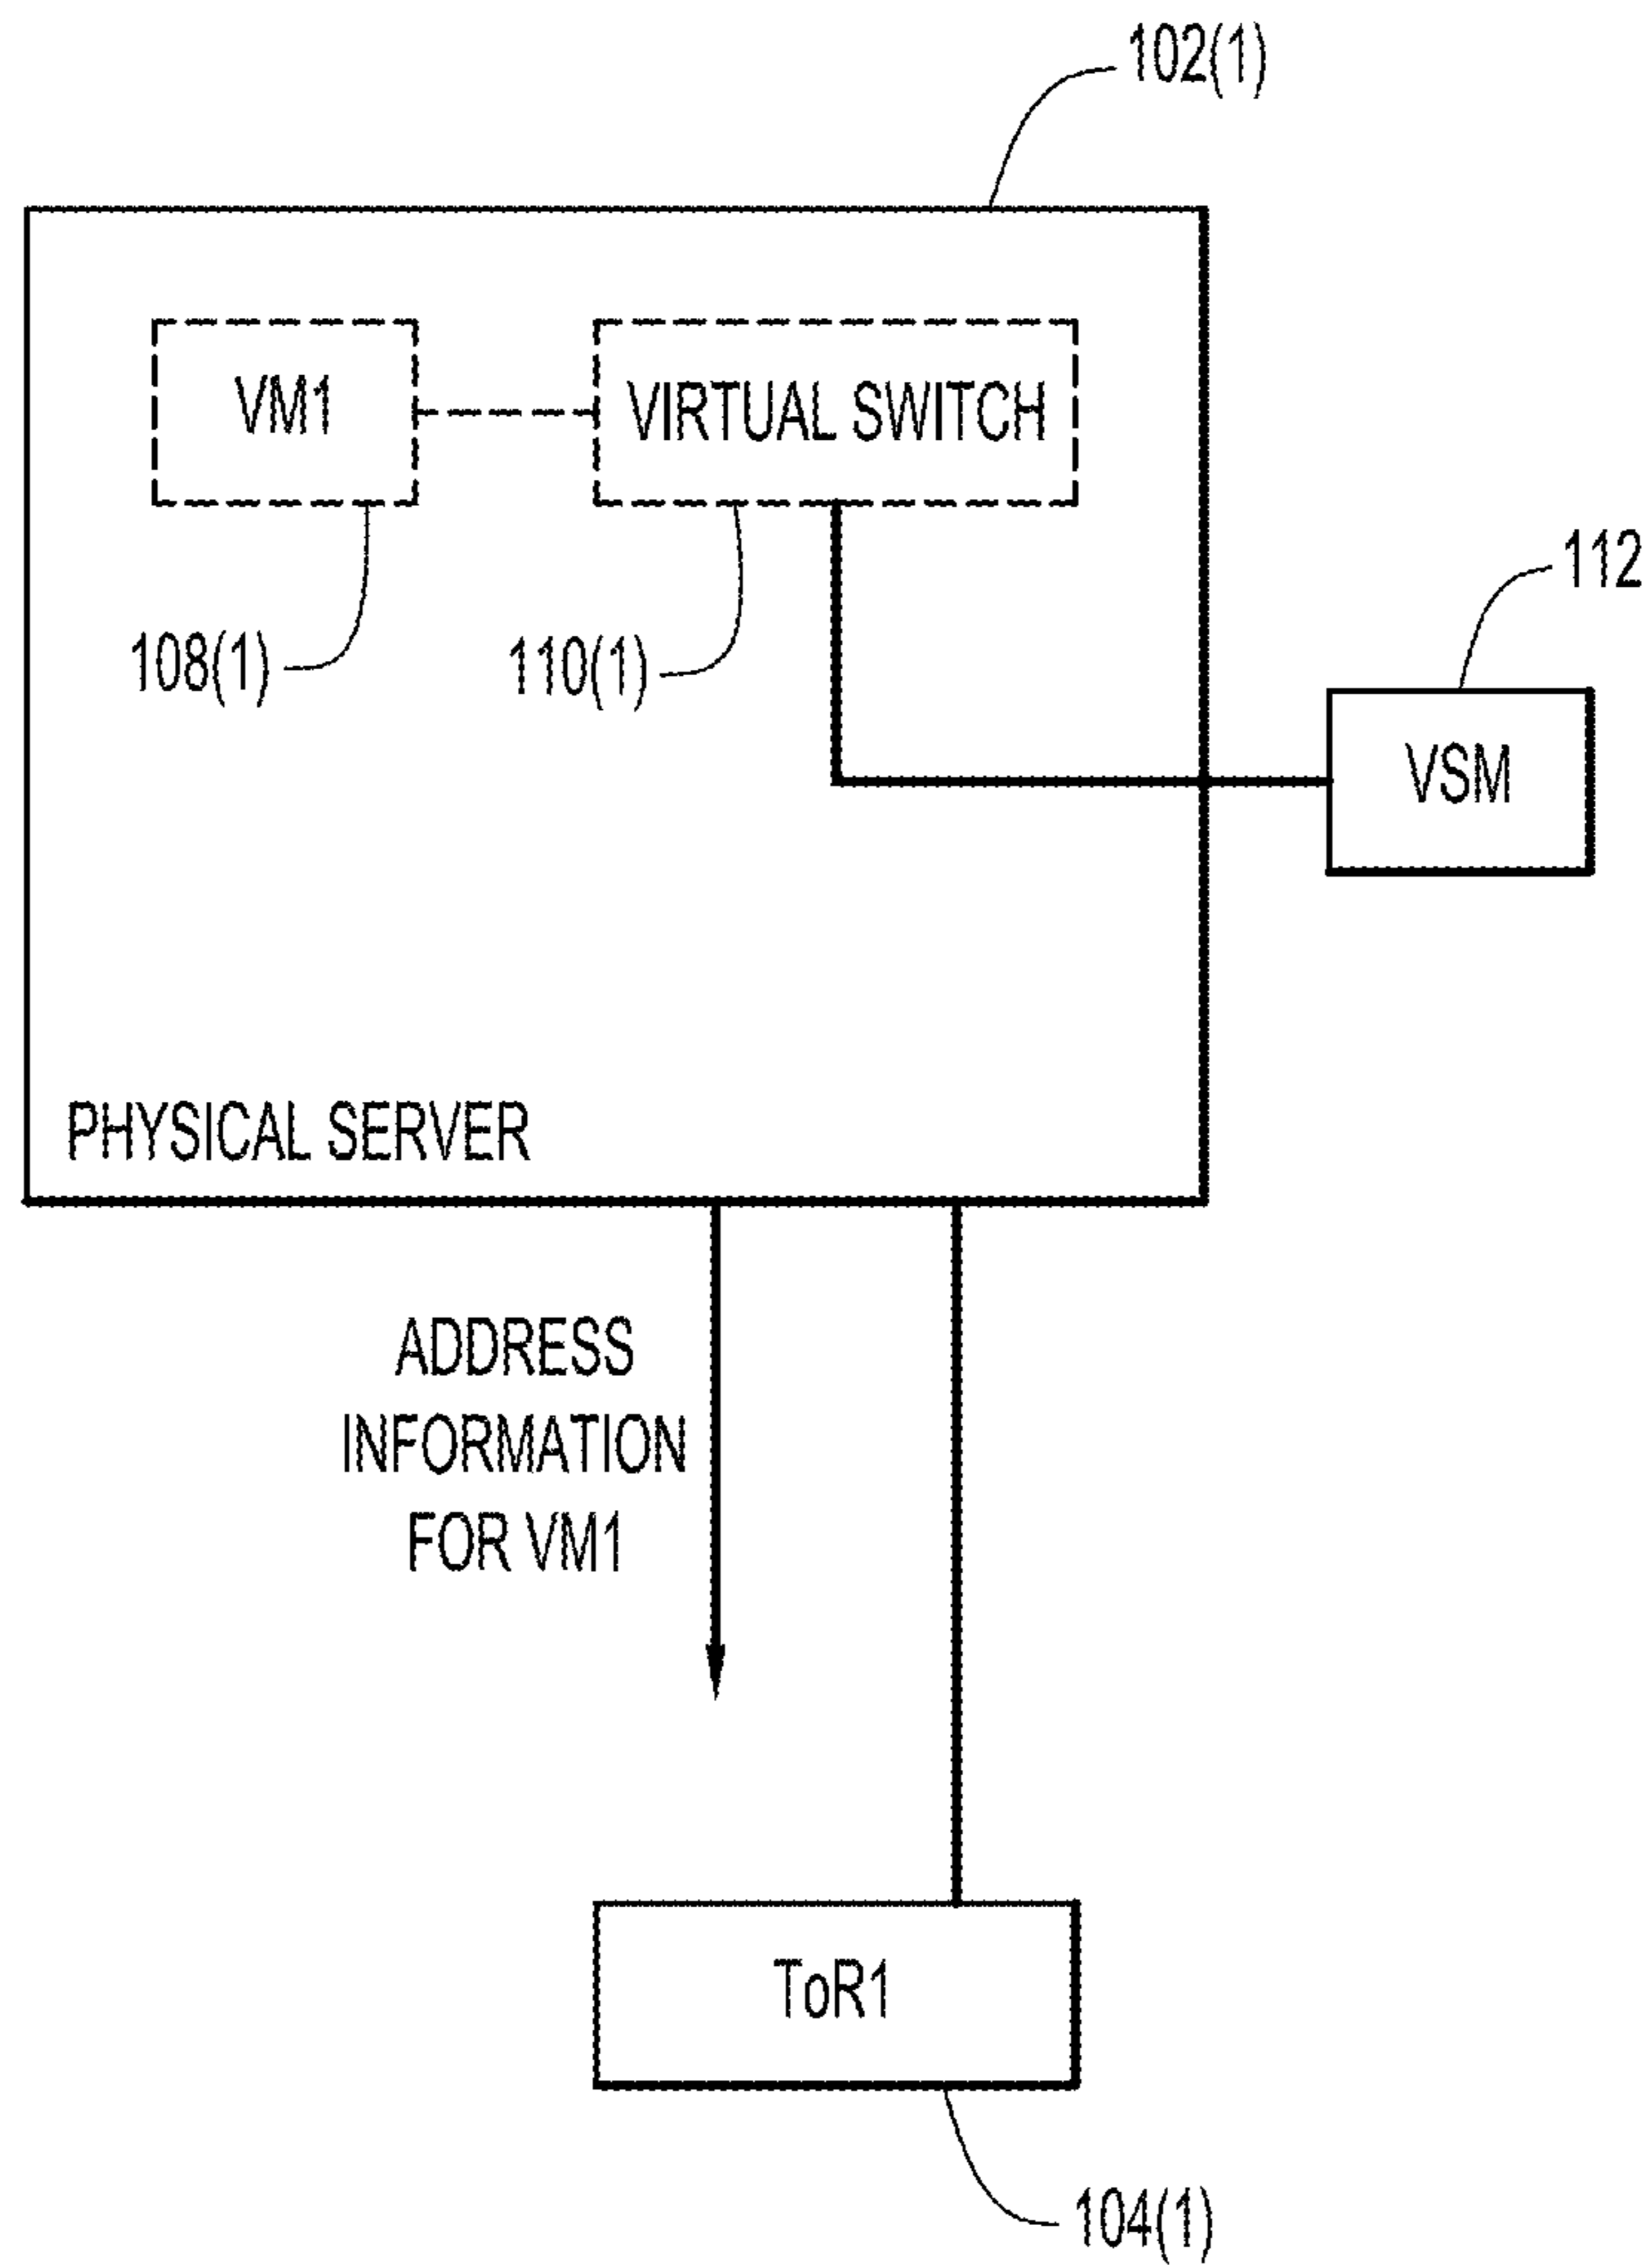 102(1)
VM1
VIRTUAL SWITCH
112
108(1)
110(1)
VSM
PHYSICAL SERVER
ADDRESS
INFORMATION
FOR VM1
ToR1
104(1)